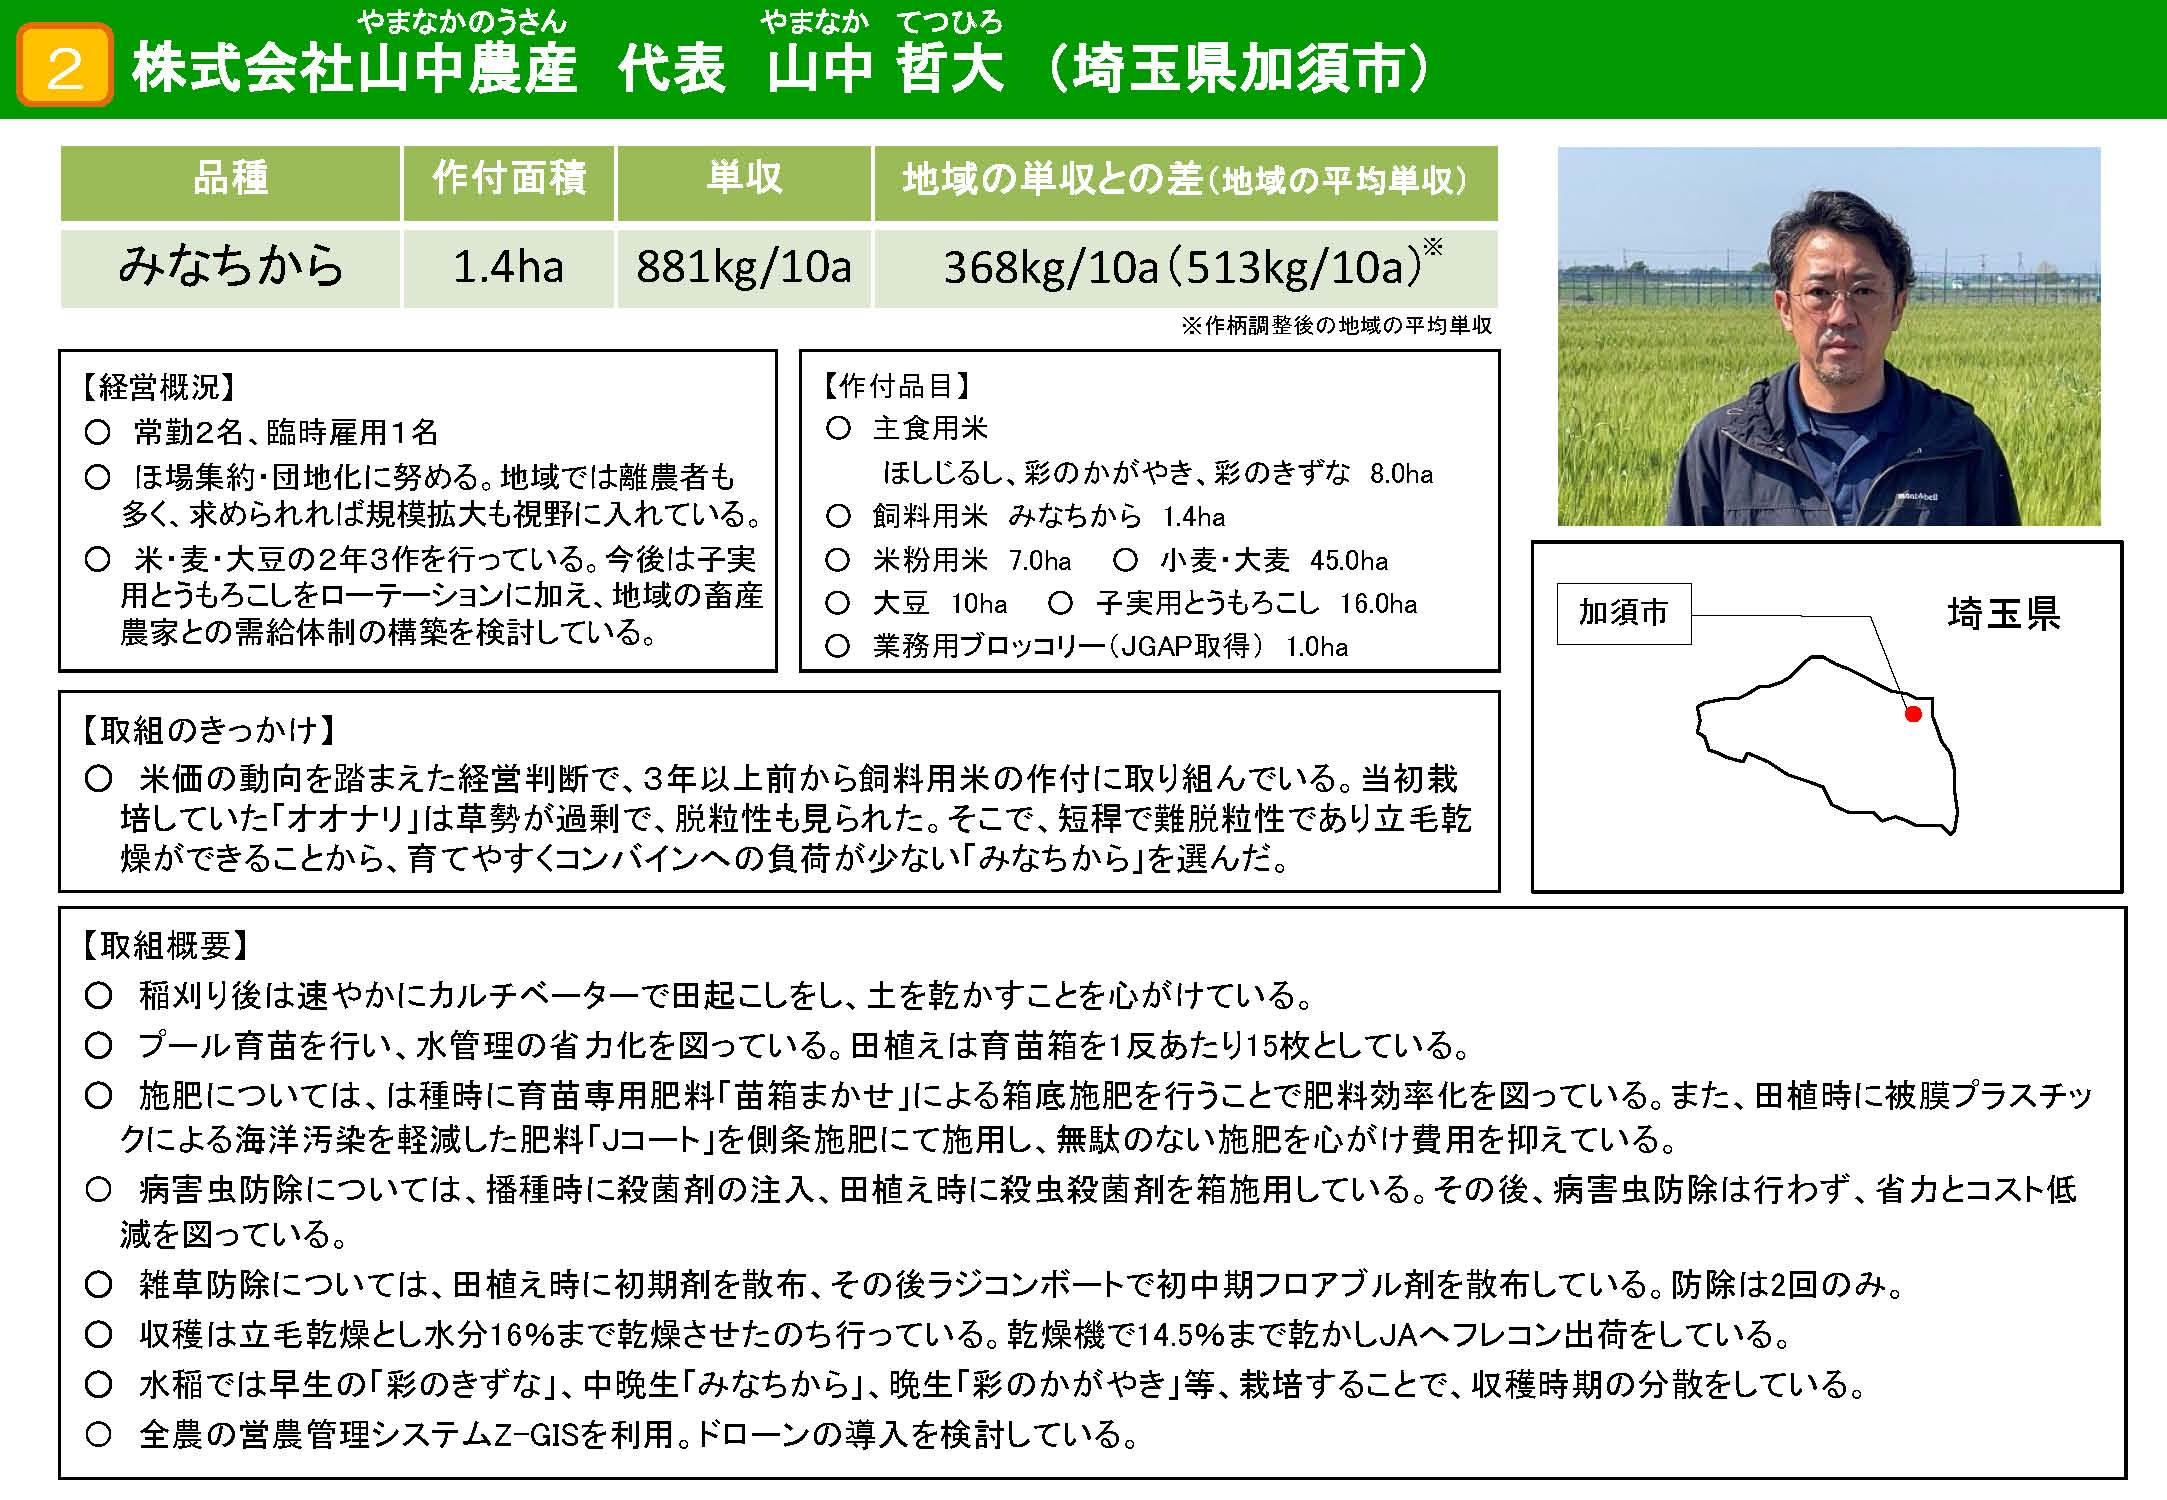 やまなかのうさん　やまなか　てつひろ
2 株式会社山中農産　代表　山中 哲大 （埼玉県加須市）
品種　作付面積　単収　地域の単収との差（地域の平均単収）
みなちから　1.4ha　881kg/10a　368kg/10a（513kg/10a）※
※作柄調整後の地域の平均単収
【経営概況】
○　常勤２名、臨時雇用１名
○　ほ場集約・団地化に努める。地域では離農者も
多く、求められれば規模拡大も視野に入れている。
○　米・麦・大豆の２年３作を行っている。今後は子実
用とうもろこしをローテーションに加え、地域の畜産
農家との需給体制の構築を検討している。
【作付品目】
○　主食用米
ほしじるし、彩のかがやき、彩のきずな　8.0ha
○　飼料用米　みなちから　1.4ha
○　米粉用米　7.0ha　○　小麦・大麦　45.0ha
○　大豆　10ha　○　子実用とうもろこし　16.0ha
○　業務用ブロッコリー（JGAP取得）　1.0ha
mont-bell
加須市
埼玉県
【取組のきっかけ】
○　米価の動向を踏まえた経営判断で、３年以上前から飼料用米の作付に取り組んでいる。当初栽
培していた「オオナリ」は草勢が過剰で、脱粒性も見られた。そこで、短稈で難脱粒性であり立毛乾
燥ができることから、育てやすくコンバインへの負荷が少ない「みなちから」を選んだ。
【取組概要】
○　稲刈り後は速やかにカルチベーターで田起こしをし、土を乾かすことを心がけている。
○　プール育苗を行い、水管理の省力化を図っている。田植えは育苗箱を1反あたり15枚としている。
○　施肥については、は種時に育苗専用肥料「苗箱まかせ」による箱底施肥を行うことで肥料効率化を図っている。また、田植時に被膜プラスチッ
クによる海洋汚染を軽減した肥料「Jコート」を側条施肥にて施用し、無駄のない施肥を心がけ費用を抑えている。
○　病害虫防除については、播種時に殺菌剤の注入、田植え時に殺虫殺菌剤を箱施用している。その後、病害虫防除は行わず、省力とコスト低
減を図っている。
○　雑草防除については、田植え時に初期剤を散布、その後ラジコンボートで初中期フロアブル剤を散布している。防除は2回のみ。
○　収穫は立毛乾燥とし水分16％まで乾燥させたのち行っている。乾燥機で14.5％まで乾かしJAへフレコン出荷をしている。
○　水稲では早生の「彩のきずな」、中晩生「みなちから」、晩生「彩のかがやき」等、栽培することで、収穫時期の分散をしている。
○　全農の営農管理システムZ-GISを利用。ドローンの導入を検討している。